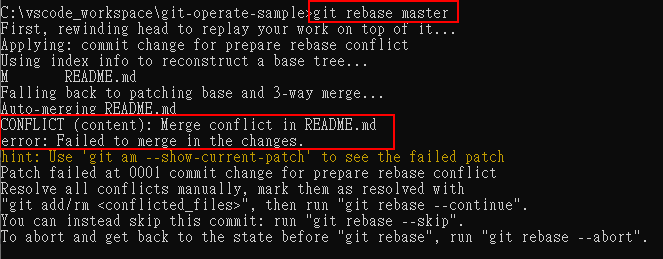 C:\vscode_workspace\git-operate-sample>git rebase master
First, rewinding head to replay your work on top of it...
Applying: commit change for prepare rebase conflict
Using index info to reconstruct a base tree...
M       README.md
Falling back to patching base and 3-way merge...
Auto-merging README.md
CONFLICT (content): Merge conflict in README.md
error: Failed to merge in the changes.
hint: Use 'git am --show-current-patch' to see the failed patch
Patch failed at 0001 commit change for prepare rebase conflict
Resolve all conflicts manually, mark them as resolved with
"git add/rm <conflicted_files>", then run "git rebase --continue".
You can instead skip this commit: run "git rebase --skip".
To abort and get back to the state before "git rebase", run "git rebase --abort".